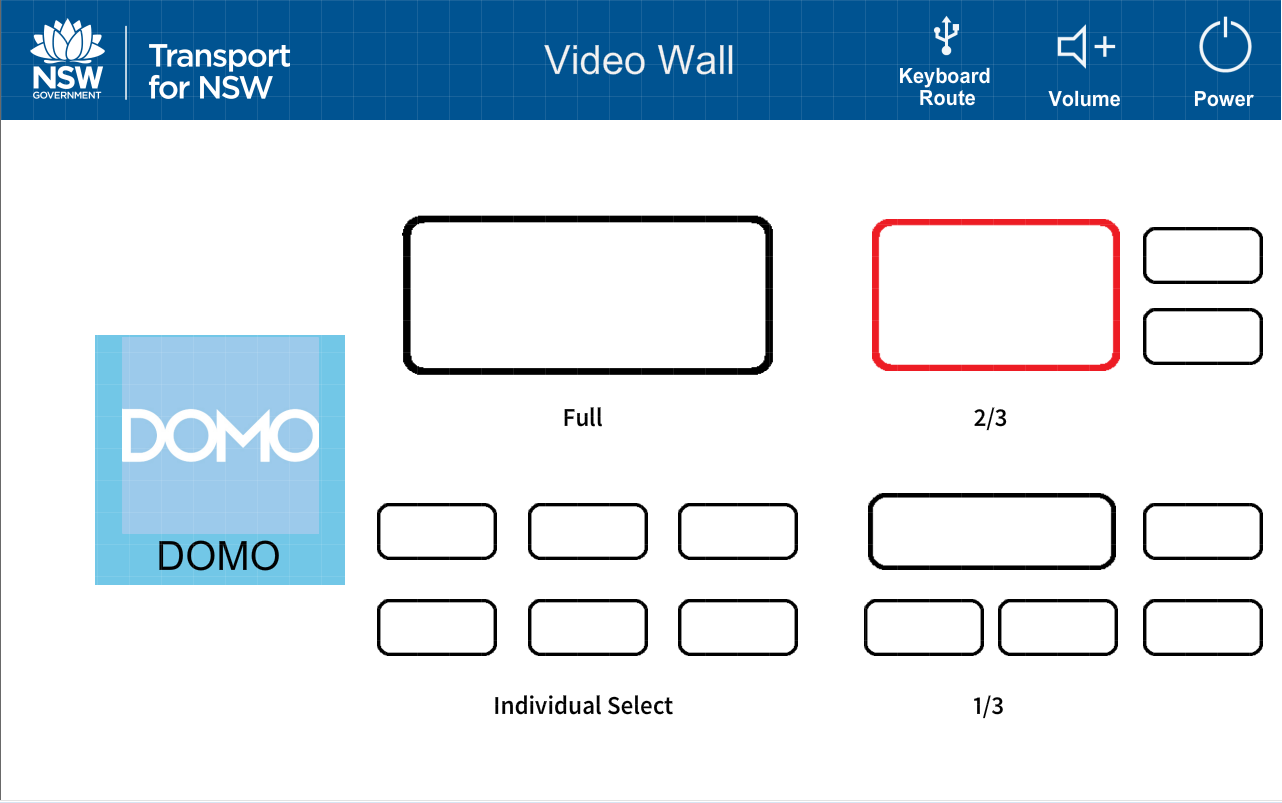 NSW
GOVERNMENT
Transport
for NSW
Video Wall
Keyboard
Route
Volume
Power
Full
2/3
DOMO
DOMO
Individual Select
1/3